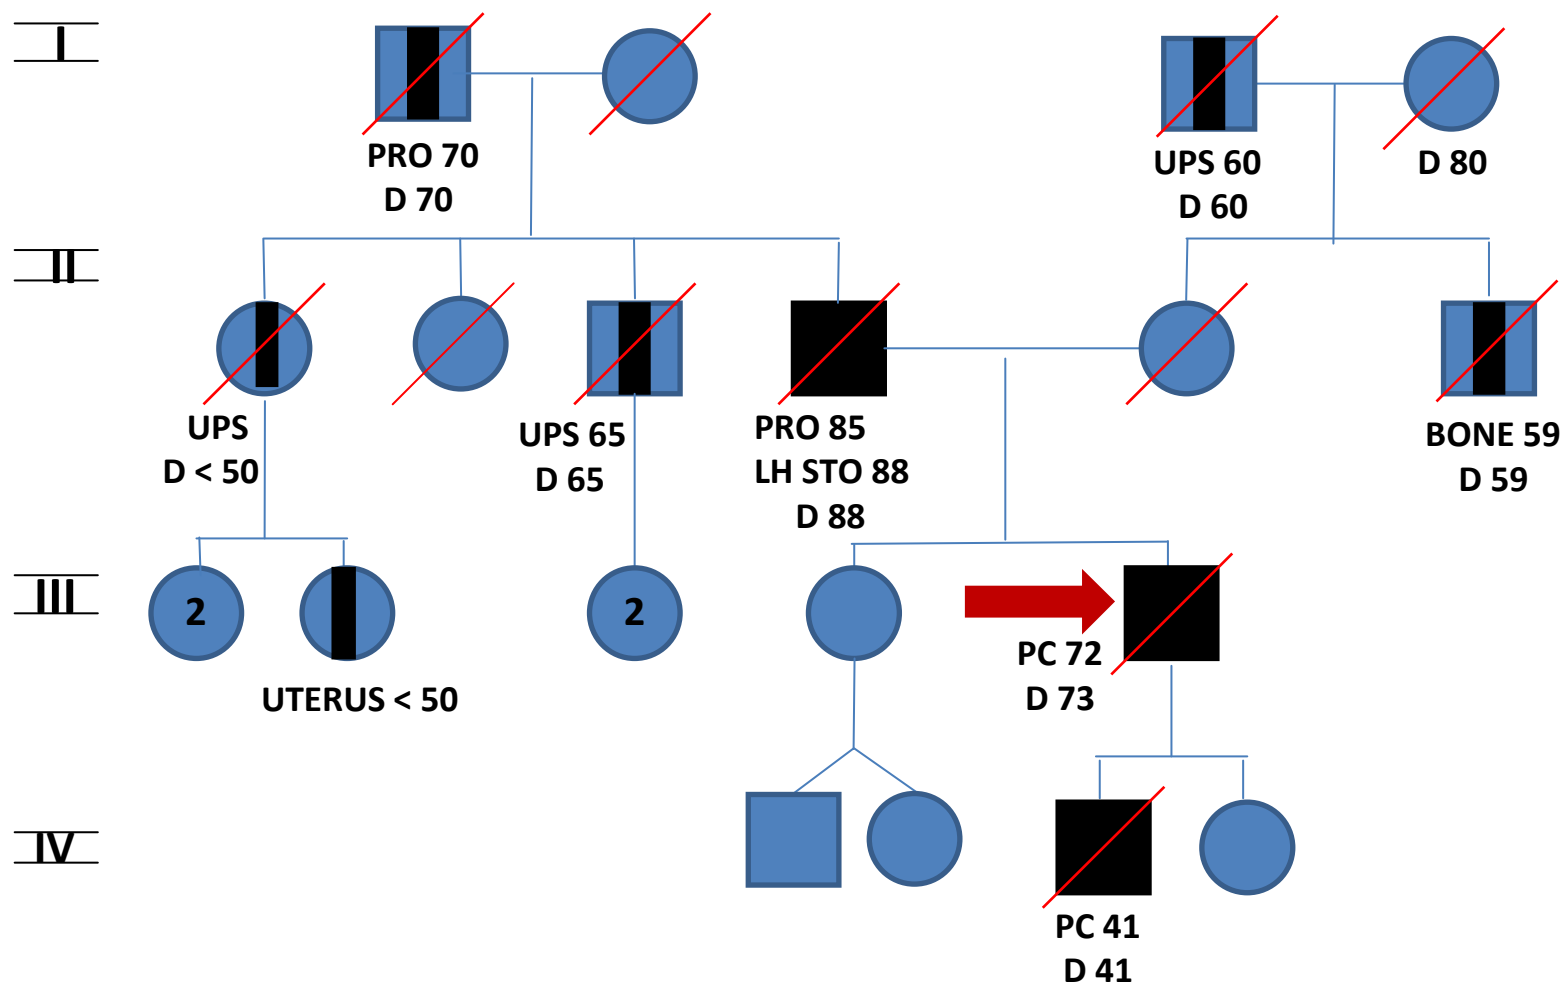 I
PRO 70
D 70
UPS 60
D 60
D 80
II
UPS
D < 50
UPS 65
D 65
PRO 85
LH STO 88
D 88
BONE 59
D 59
III
2
2
UTERUS < 50
PC 72
D 73
IV
PC 41
D 41